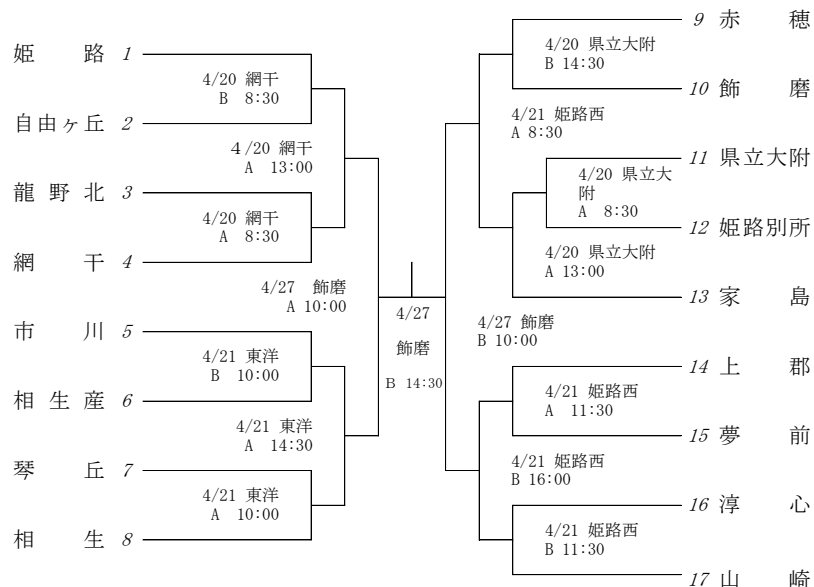 姫路 1
4/20 網干
B 8:30
自由ヶ丘 2
4/20 網干
A 13:00
龍野北 3
4/20 網干
A 8:30
網干 4
4/27 飾磨
A 10:00
市川 5
4/21 東洋
B 10:00
相生産 6
4/21 東洋
A 14:30
琴丘 7
4/21 東洋
A 10:00
相生 8
4/27
飾磨
B 14:30
9 赤穂
4/20 県立大附
B 14:30
10 飾磨
4/21 姫路西
A 8:30
11 県立大附
4/20 県立大
附
A 8:30
12 姫路別所
4/20 県立大附
A 13:00
13 家島
4/27 飾磨
B 10:00
14 上郡
4/21 姫路西
A 11:30
15 夢前
4/21 姫路西
B 16:00
16 淳心
4/21 姫路西
B 11:30
17 山崎